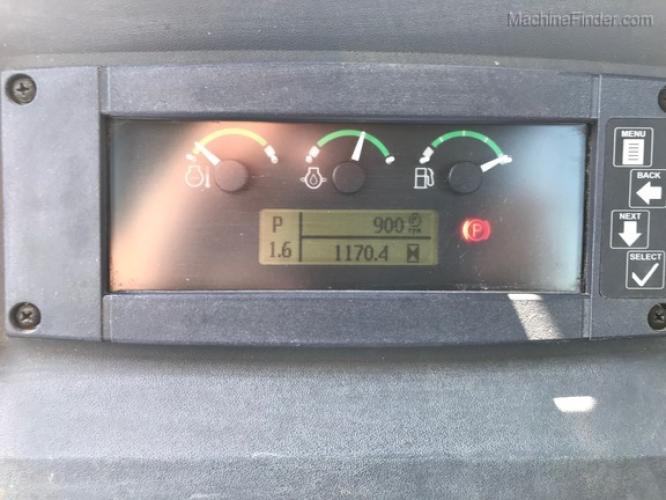 MachineFinder.com
MENU
BACK
NEXT
SELECT
P 900 rpm
P
1.6 1170.4